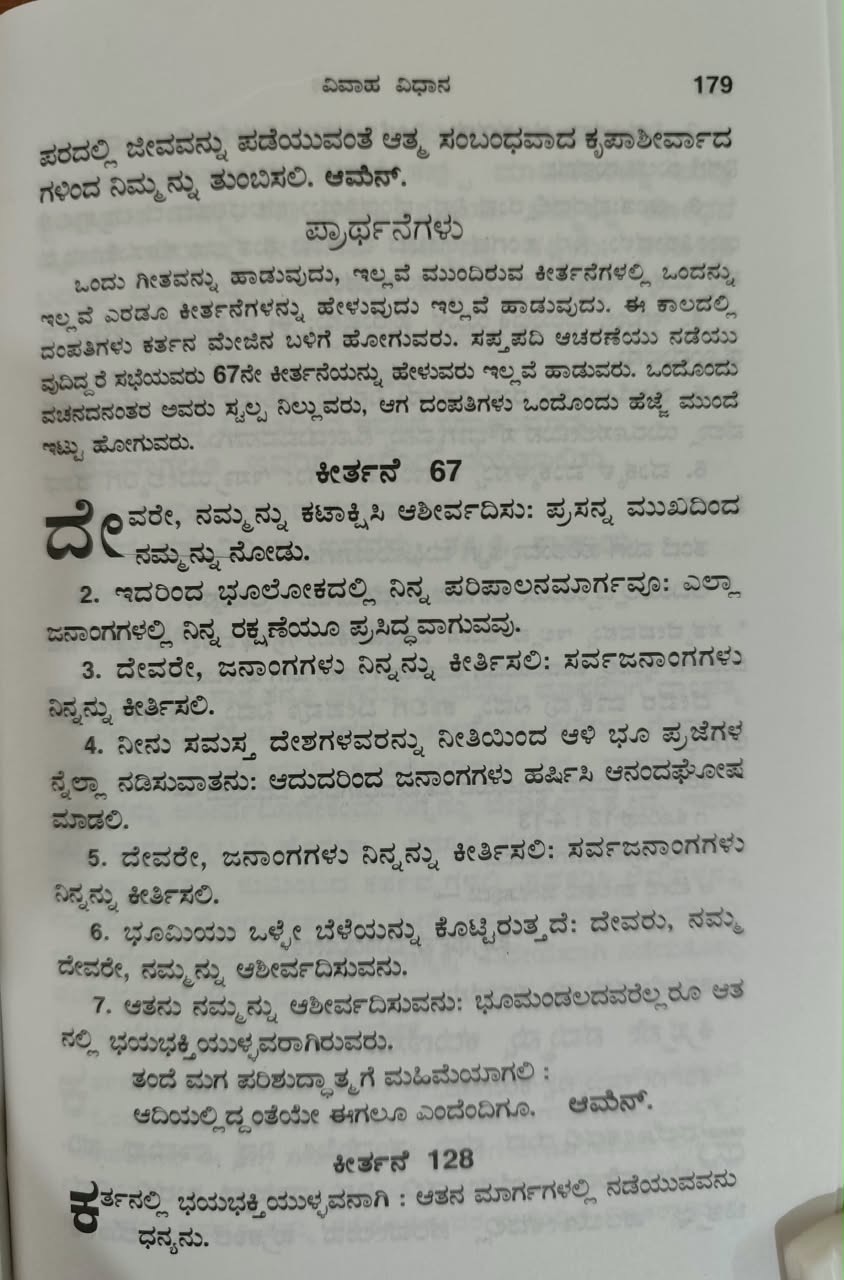 ವಿವಾಹ ವಿಧಾನ 179
ಪರದಲ್ಲಿ ಜೀವವನ್ನು ಪಡೆಯುವಂತೆ ಆತ್ಮ ಸಂಬಂಧವಾದ ಕೃಪಾಶೀರ್ವಾದ
ಗಳಿಂದ ನಿಮ್ಮನ್ನು ತುಂಬಿಸಲಿ. ಆಮೆನ್.
ಪ್ರಾರ್ಥನೆಗಳು
ಒಂದು ಗೀತವನ್ನು ಹಾಡುವುದು, ಇಲ್ಲವೆ ಮುಂದಿರುವ ಕೀರ್ತನೆಗಳಲ್ಲಿ ಒಂದನ್ನು
ಇಲ್ಲವೆ ಎರಡೂ ಕೀರ್ತನೆಗಳನ್ನು ಹೇಳುವುದು ಇಲ್ಲವೆ ಹಾಡುವುದು. ಈ ಕಾಲದಲ್ಲಿ
ದಂಪತಿಗಳು ಕರ್ತನ ಮೇಜಿನ ಬಳಿಗೆ ಹೋಗುವರು. ಸಪ್ತಪದಿ ಆಚರಣೆಯು ನಡೆಯು
ವುದಿದ್ದರೆ ಸಭೆಯವರು 67ನೇ ಕೀರ್ತನೆಯನ್ನು ಹೇಳುವರು ಇಲ್ಲವೆ ಹಾಡುವರು. ಒಂದೊಂದು
ವಚನದನಂತರ ಅವರು ಸ್ವಲ್ಪ ನಿಲ್ಲುವರು, ಆಗ ದಂಪತಿಗಳು ಒಂದೊಂದು ಹೆಜ್ಜೆ ಮುಂದೆ
ಇಟ್ಟು ಹೋಗುವರು.
ಕೀರ್ತನೆ 67
ದೇವರೇ, ನಮ್ಮನ್ನು ಕಟಾಕ್ಷಿಸಿ ಆಶೀರ್ವದಿಸು: ಪ್ರಸನ್ನ ಮುಖದಿಂದ
ನಮ್ಮನ್ನು ನೋಡು.
2. ಇದರಿಂದ ಭೂಲೋಕದಲ್ಲಿ ನಿನ್ನ ಪರಿಪಾಲನಮಾರ್ಗವೂ: ಎಲ್ಲಾ
ಜನಾಂಗಗಳಲ್ಲಿ ನಿನ್ನ ರಕ್ಷಣೆಯೂ ಪ್ರಸಿದ್ಧವಾಗುವವು.
3. ದೇವರೇ, ಜನಾಂಗಗಳು ನಿನ್ನನ್ನು ಕೀರ್ತಿಸಲಿ: ಸರ್ವಜನಾಂಗಗಳು
ನಿನ್ನನ್ನು ಕೀರ್ತಿಸಲಿ.
4. ನೀನು ಸಮಸ್ತ ದೇಶಗಳವರನ್ನು ನೀತಿಯಿಂದ ಆಳಿ ಭೂ ಪ್ರಜೆಗಳ
ನ್ನೆಲ್ಲಾ ನಡಿಸುವಾತನು: ಆದುದರಿಂದ ಜನಾಂಗಗಳು ಹರ್ಷಿಸಿ ಆನಂದಘೋಷ
ಮಾಡಲಿ.
5. ದೇವರೇ, ಜನಾಂಗಗಳು ನಿನ್ನನ್ನು ಕೀರ್ತಿಸಲಿ: ಸರ್ವಜನಾಂಗಗಳು
ನಿನ್ನನ್ನು ಕೀರ್ತಿಸಲಿ.
6. ಭೂಮಿಯು ಒಳ್ಳೇ ಬೆಳೆಯನ್ನು ಕೊಟ್ಟಿರುತ್ತದೆ: ದೇವರು, ನಮ್ಮ
ದೇವರೇ, ನಮ್ಮನ್ನು ಆಶೀರ್ವದಿಸುವನು.
7. ಆತನು ನಮ್ಮನ್ನು ಆಶೀರ್ವದಿಸುವನು: ಭೂಮಂಡಲದವರೆಲ್ಲರೂ ಆತ
ನಲ್ಲಿ ಭಯಭಕ್ತಿಯುಳ್ಳವರಾಗಿರುವರು.
ತಂದೆ ಮಗ ಪರಿಶುದ್ಧಾತ್ಮಗೆ ಮಹಿಮೆಯಾಗಲಿ :
ಆದಿಯಲ್ಲಿದ್ದಂತೆಯೇ ಈಗಲೂ ಎಂದೆಂದಿಗೂ. ಆಮೆನ್.
ಕೀರ್ತನೆ 128
ಕರ್ತನಲ್ಲಿ ಭಯಭಕ್ತಿಯುಳ್ಳವನಾಗಿ : ಆತನ ಮಾರ್ಗಗಳಲ್ಲಿ ನಡೆಯುವವನು
ಧನ್ಯನು.